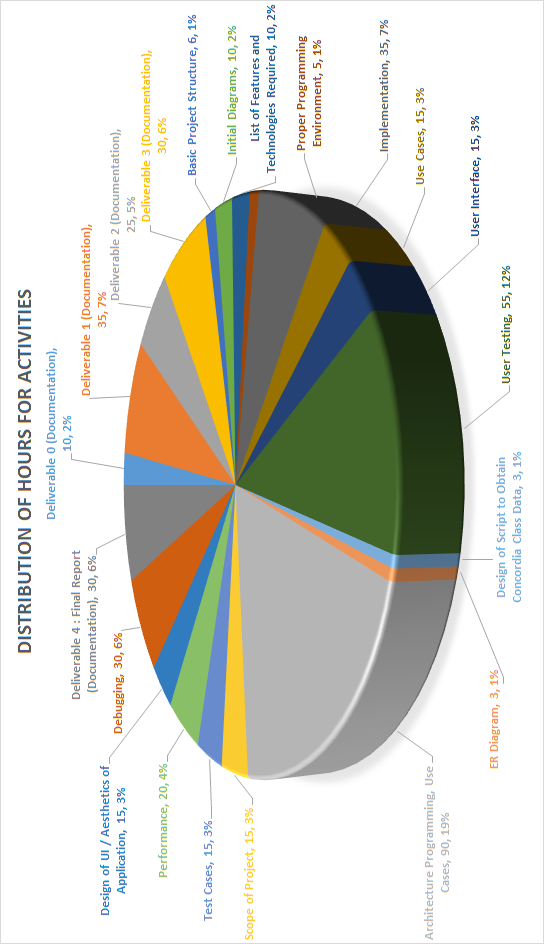 DISTRIBUTION OF HOURS FOR ACTIVITIES
Deliverable 0 (Documentation),
10, 2%
Deliverable 1 (Documentation),
35, 7%
Deliverable 2 (Documentation),
25, 5%
Deliverable 3 (Documentation),
30, 6%
Basic Project Structure, 6, 1%
Initial Diagrams, 10, 2%
List of Features and
Technologies Required, 10, 2%
Proper Programming
Environment, 5, 1%
Implementation, 35, 7%
Use Cases, 15, 3%
User Interface, 15, 3%
User Testing, 55, 12%
Design of Script to Obtain
Concordia Class Data, 3, 1%
ER Diagram, 3, 1%
Architecture Programming, Use
Cases, 90, 19%
Scope of Project, 15, 3%
Test Cases, 15, 3%
Performance, 20, 4%
Design of UI / Aesthetics of
Application, 15, 3%
Debugging, 30, 6%
Deliverable 4 : Final Report
(Documentation), 30, 6%